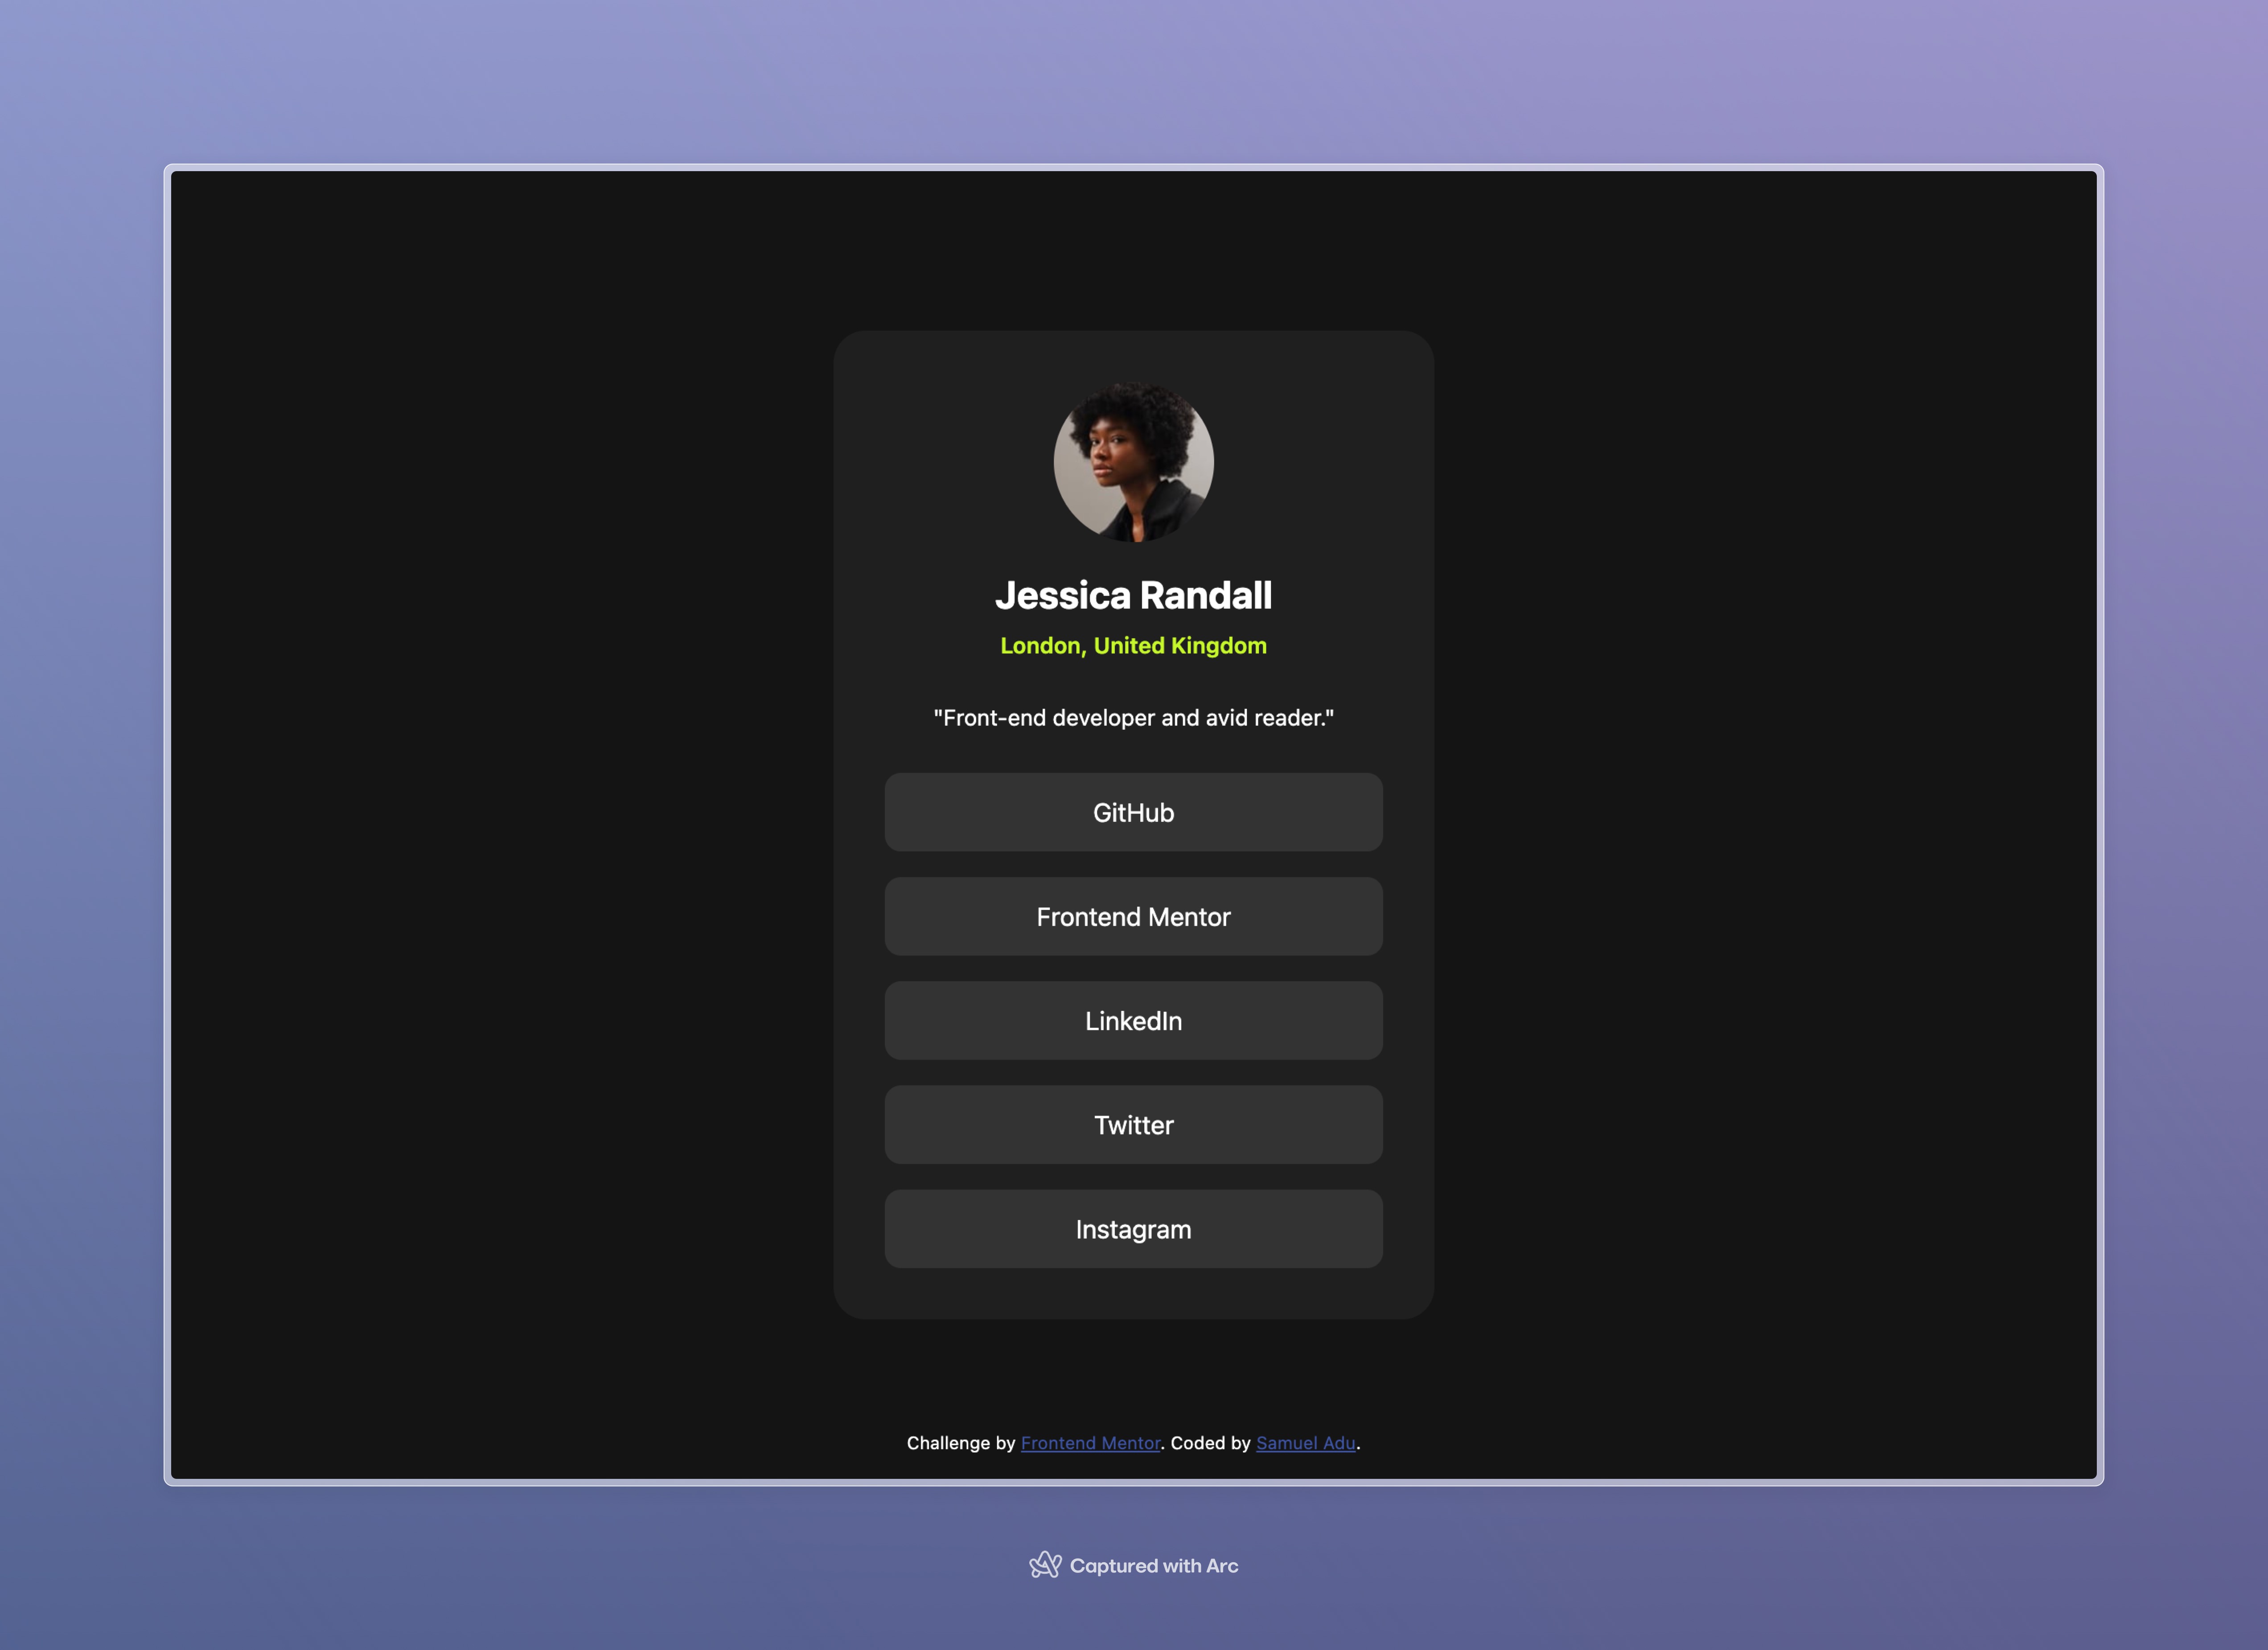 Jessica Randall
London, United Kingdom
"Front-end developer and avid reader."
GitHub
Frontend Mentor
LinkedIn
Twitter
Instagram
Challenge by Frontend Mentor. Coded by Samuel Adu.
Captured with Arc